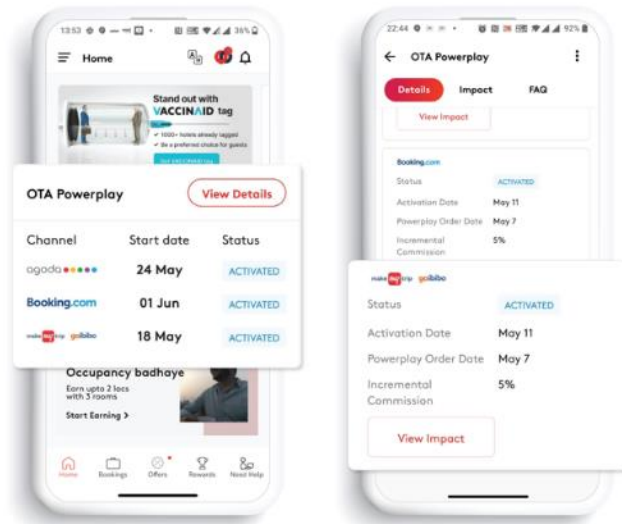 13:53
36%
Home
Stand out with
VACCINAID tag
1000+ hotels already tagged
Be a preferred choice for guests
Get VACCINAID tag
OTA Powerplay
View Details
Channel Start date Status
agoda 24 May ACTIVATED
Booking.com 01 Jun ACTIVATED
make my trip goibibo 18 May ACTIVATED
Occupancy badhaye
Earn upto 2 lacs
with 3 rooms
Start Earning >
Home Bookings Offers Rewards Need Help
22:44
92%
OTA Powerplay
Details Impact FAQ
View Impact
Booking.com
Status ACTIVATED
Activation Date May 11
Powerplay Order Date May 7
Incremental 5%
Commission
make my trip goibibo
Status ACTIVATED
Activation Date May 11
Powerplay Order Date May 7
Incremental 5%
Commission
View Impact